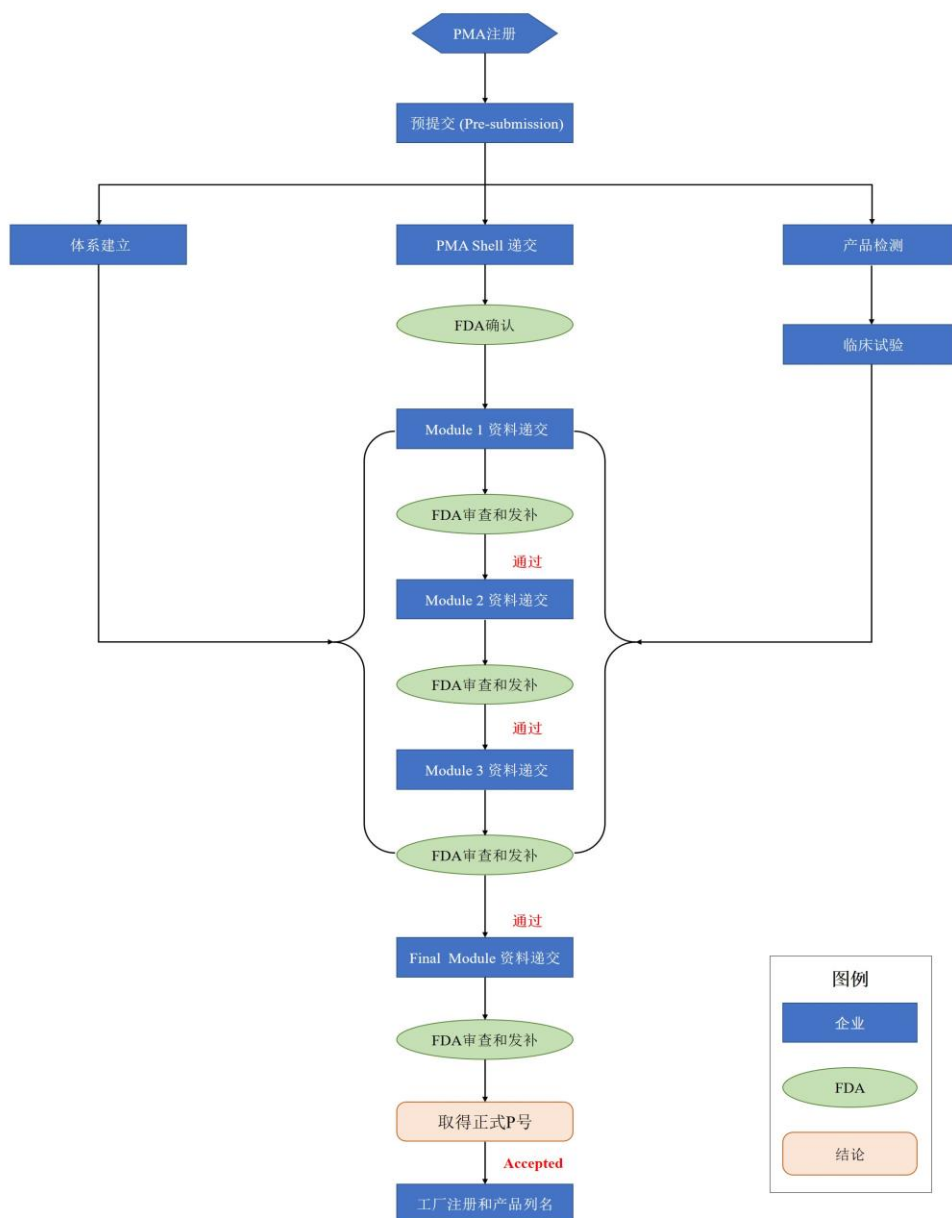 PMA注册
预提交 (Pre-submission)
体系建立
PMA Shell 递交
产品检测
FDA确认
临床试验
Module 1 资料递交
FDA审查和发补
通过
Module 2 资料递交
FDA审查和发补
通过
Module 3 资料递交
FDA审查和发补
通过
Final Module 资料递交
FDA审查和发补
取得正式P号
Accepted
工厂注册和产品列名
图例
企业
FDA
结论